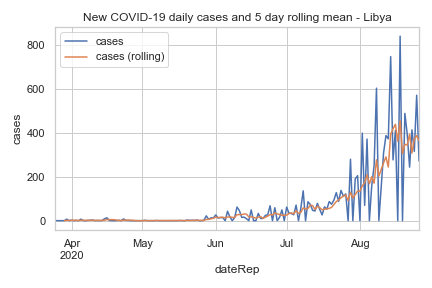 New COVID-19 daily cases and 5 day rolling mean - Libya
cases
cases (rolling)
800
600
400
200
0
cases
Apr
2020
May
Jun
Jul
Aug
dateRep